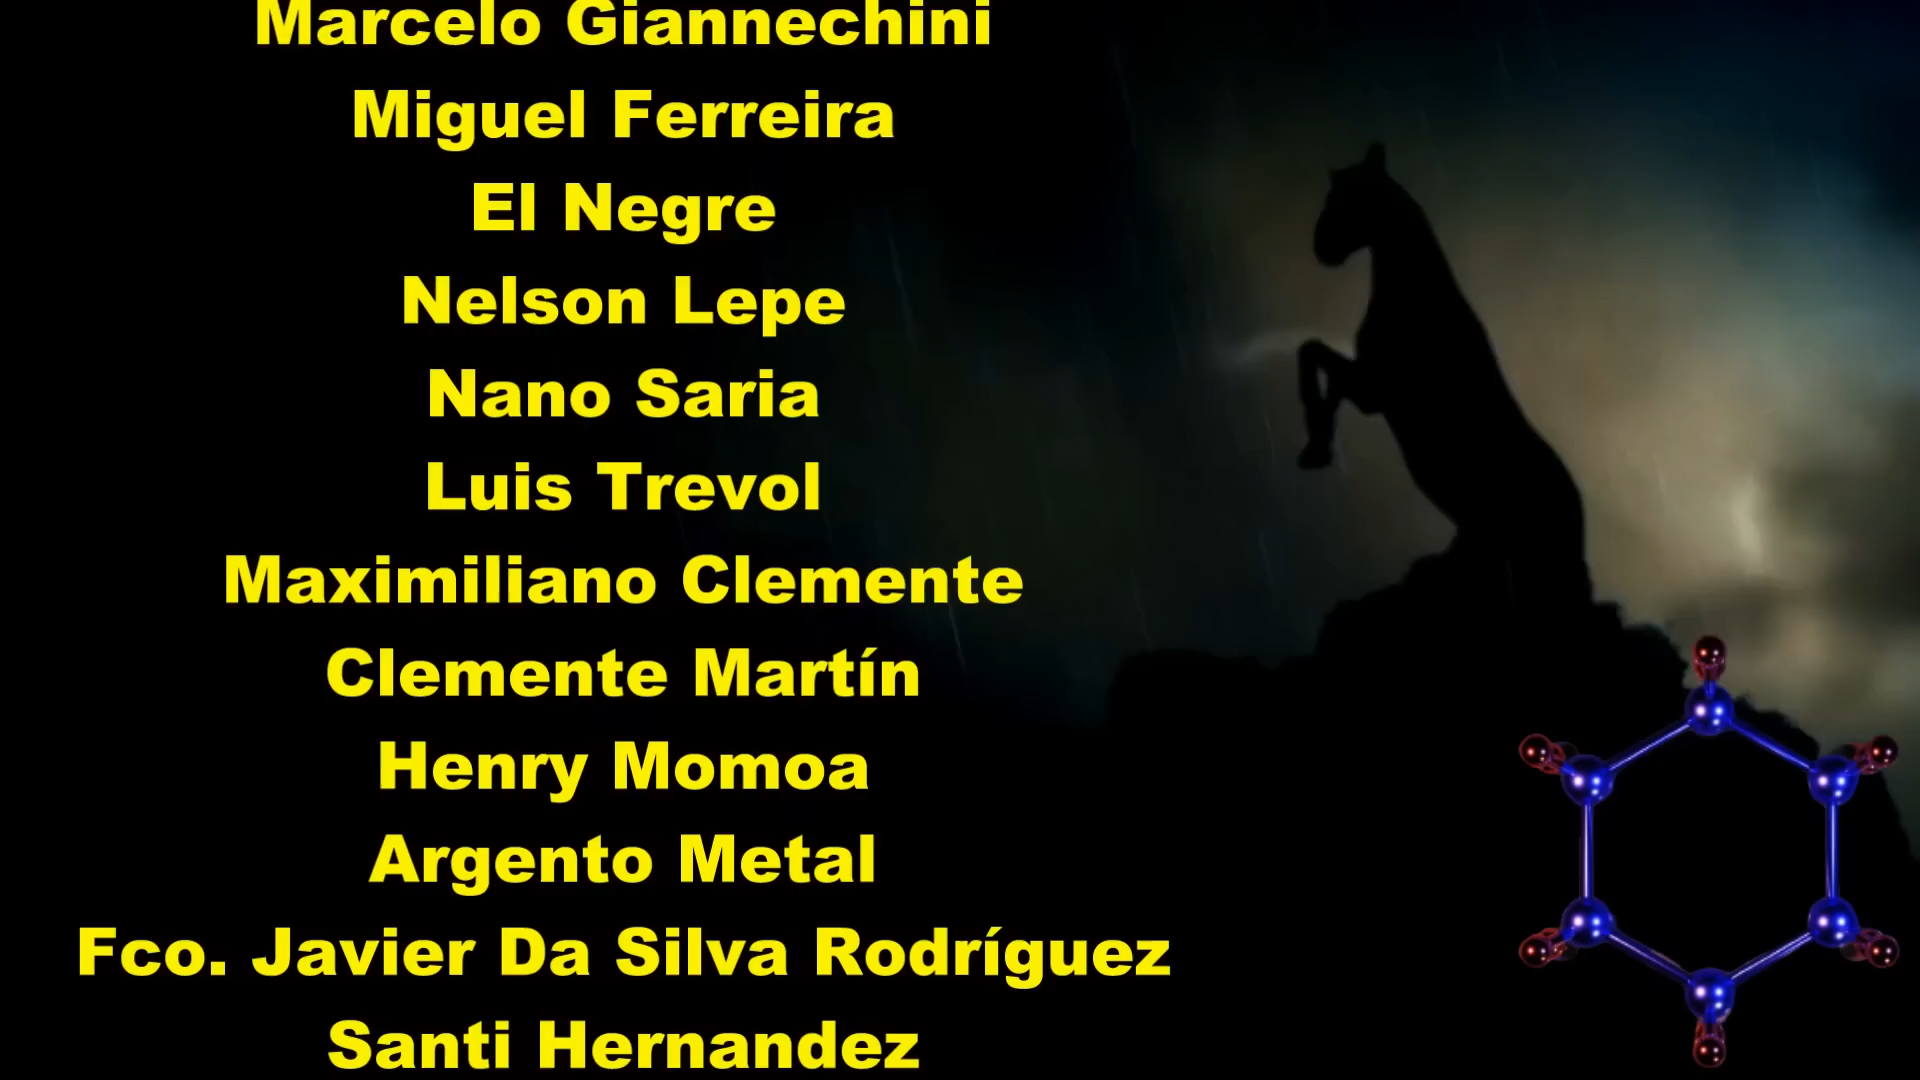 Marcelo Giannechini
Miguel Ferreira
El Negre
Nelson Lepe
Nano Saria
Luis Trevol
Maximiliano Clemente
Clemente Martín
Henry Momoa
Argento Metal
Fco. Javier Da Silva Rodríguez
Santi Hernandez